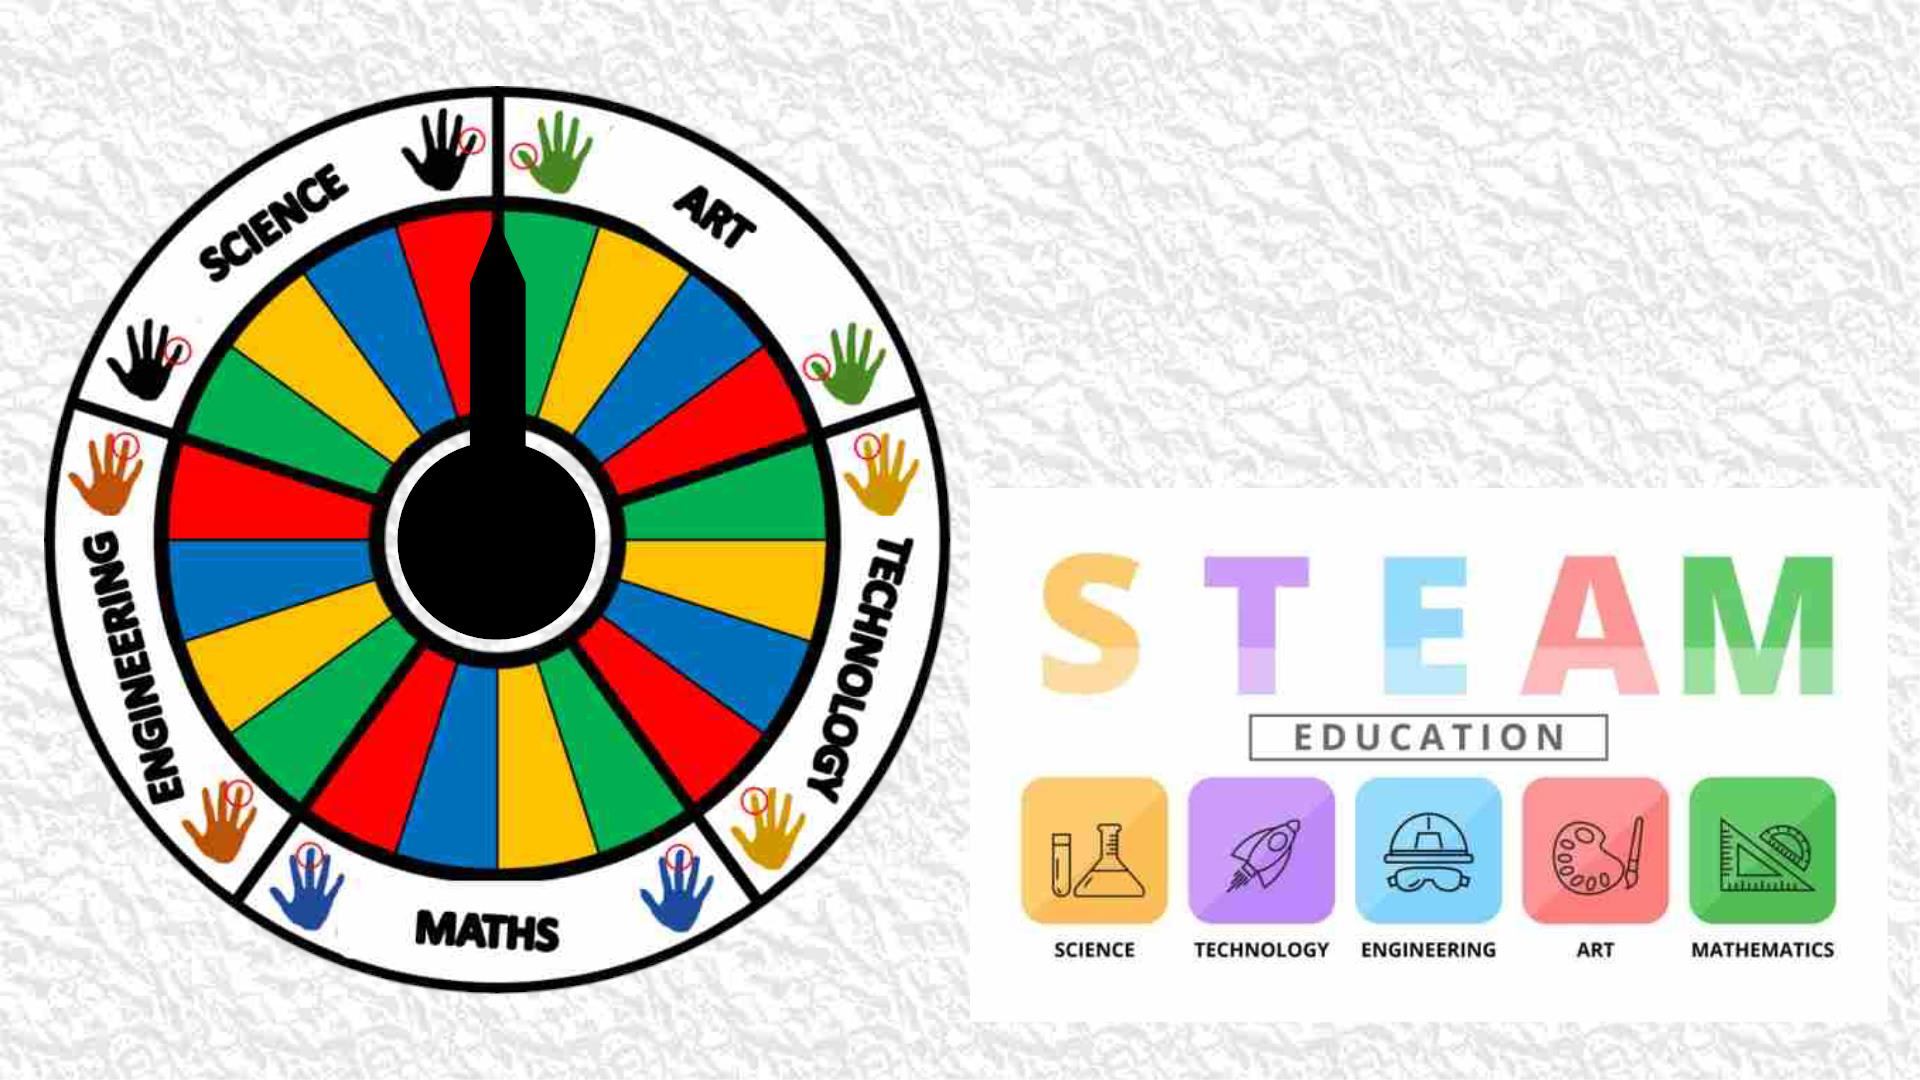 SCIENCE
ART
ENGINEERING
TECHNOLOGY
MATHS
STEAM
EDUCATION
SCIENCE TECHNOLOGY ENGINEERING ART MATHEMATICS